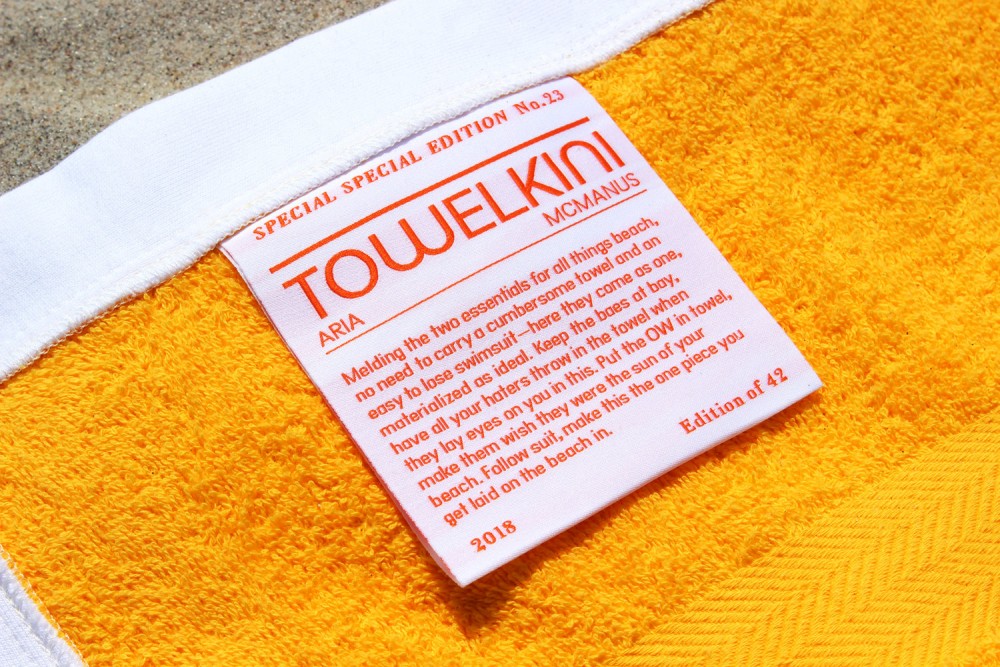 SPECIAL SPECIAL EDITION No.23
TOWELKINI
ARIA MCMANUS
Melding the two essentials for all things beach,
no need to carry a cumbersome towel and an
easy to lose swimsuit—here they come as one,
materialized as ideal. Keep the baes at bay,
have all your haters throw in the towel when
they lay eyes on you in this. Put the OW in towel,
make them wish they were the sun of your
beach. Follow suit, make this the one piece you
get laid on the beach in.
2018 Edition of 42